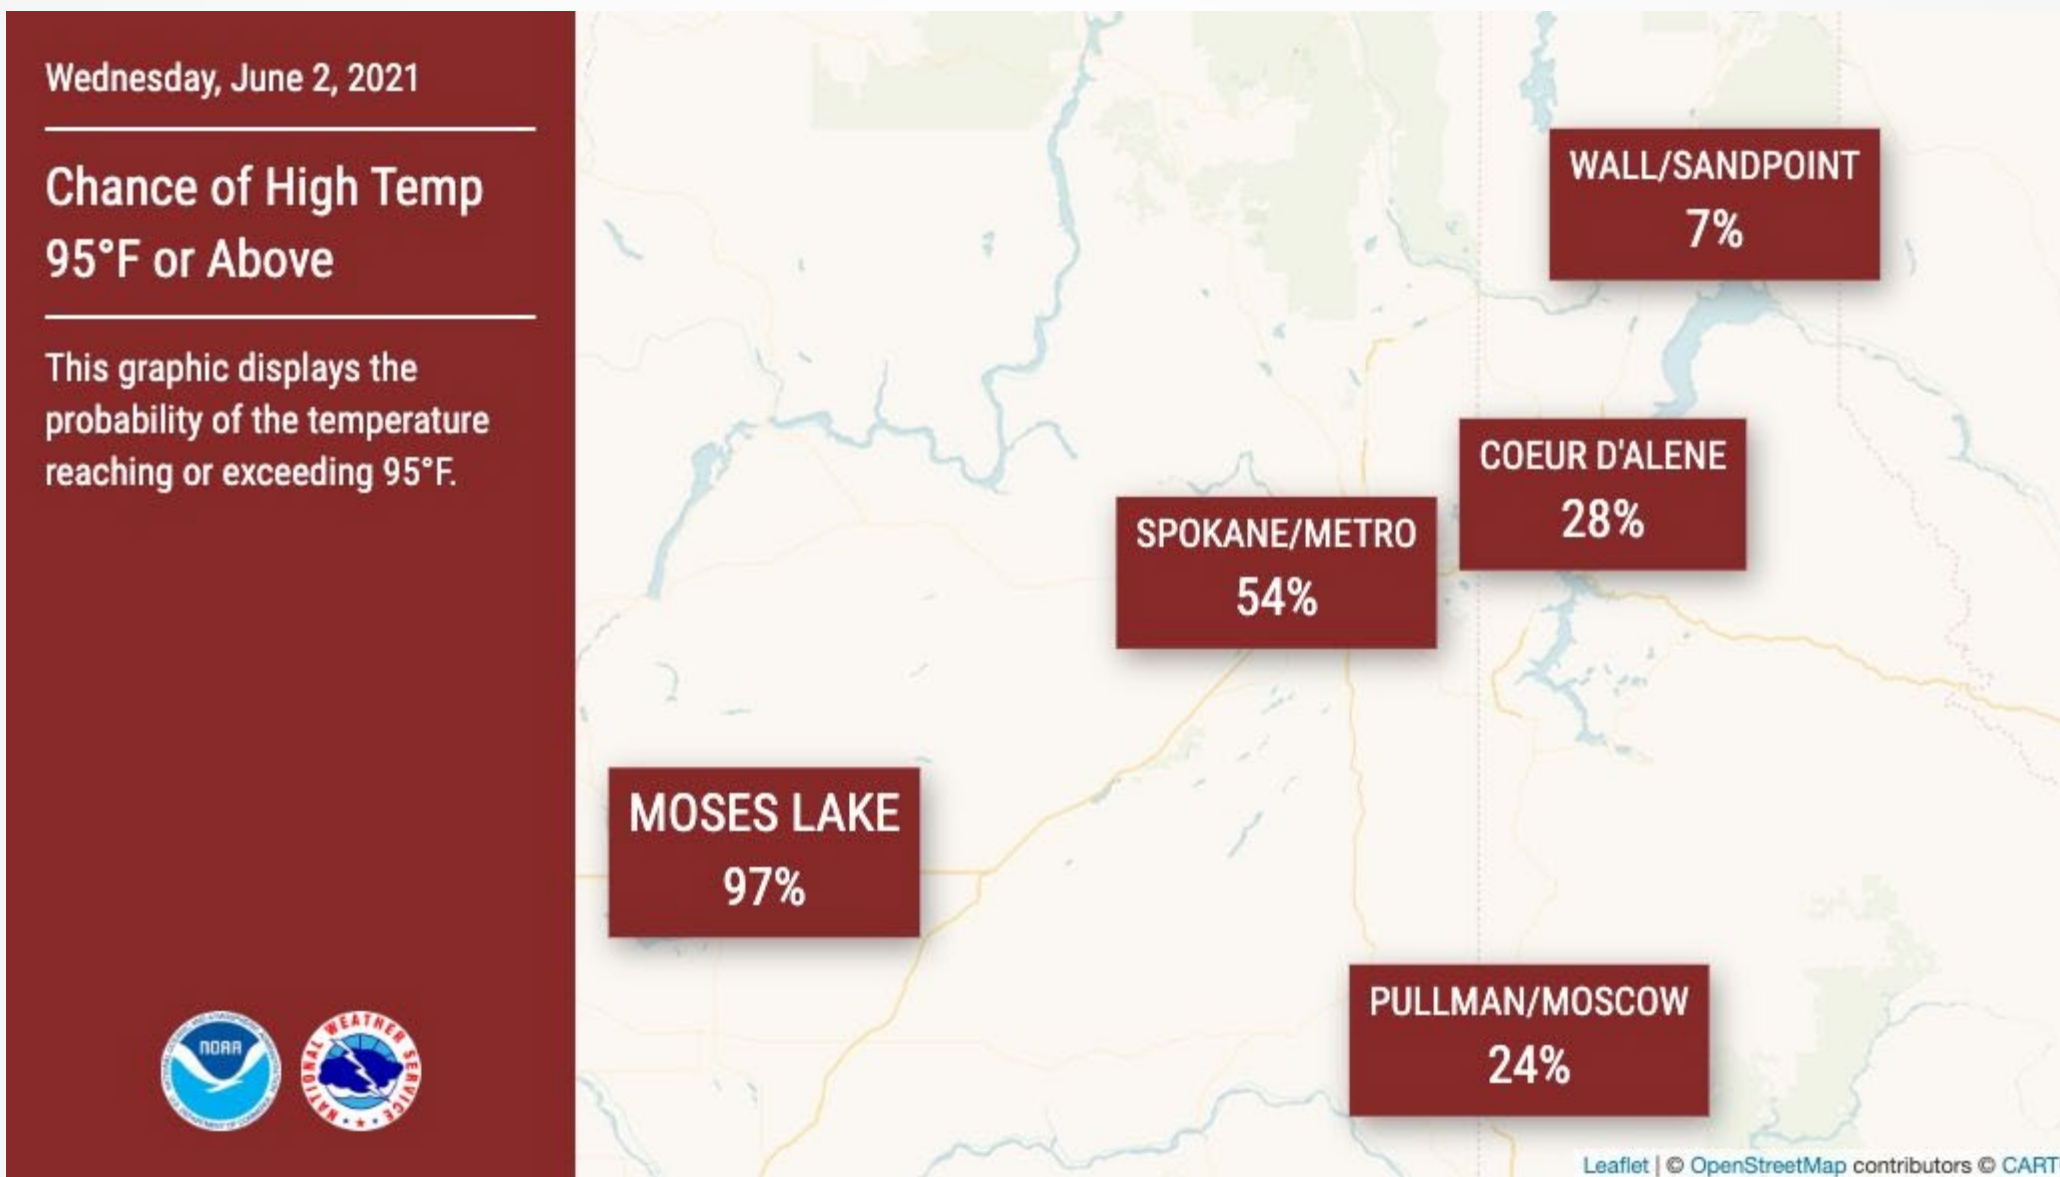 Wednesday, June 2, 2021
Chance of High Temp
95°F or Above
This graphic displays the
probability of the temperature
reaching or exceeding 95°F.
NOAA
NATIONAL WEATHER SERVICE
WALL/SANDPOINT
7%
COEUR D'ALENE
28%
SPOKANE/METRO
54%
MOSES LAKE
97%
PULLMAN/MOSCOW
24%
Leaflet | © OpenStreetMap contributors © CART